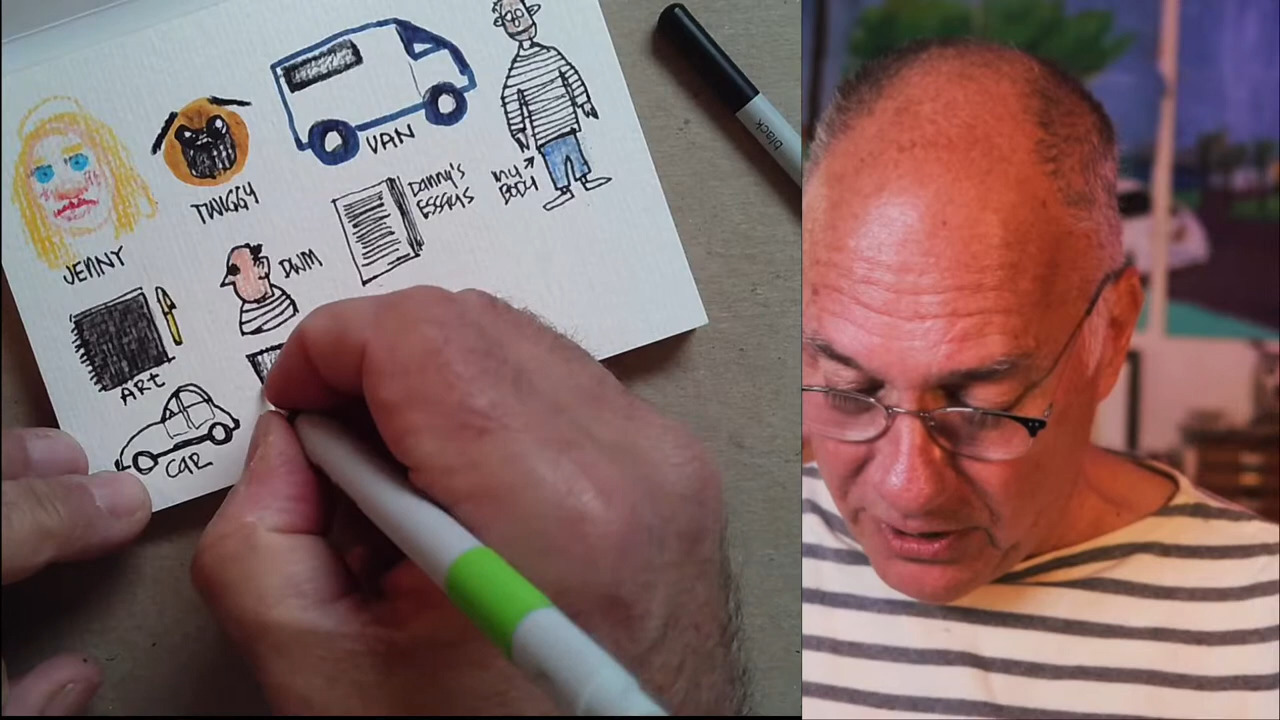 VAN
black
TWIGGY
my
BODY
Danny's
ESSAYS
JENNY
DWM
ART
CAR